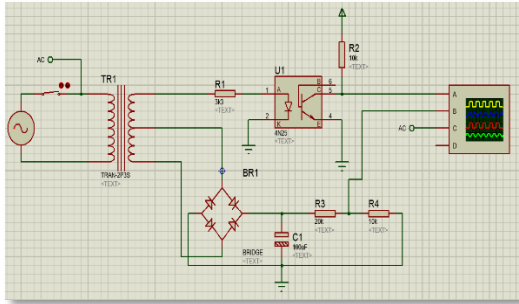 R2
10k
<TEXT>
U1
AC
TR1
R1
3k3
<TEXT>
1
A
B
6
C
5
2
K
E
4
4N25
<TEXT>
A
B
AC
C
D
TRAN-2P3S
<TEXT>
BR1
R3
20k
<TEXT>
R4
10k
<TEXT>
C1
<TEXT>
BRIDGE
<TEXT>